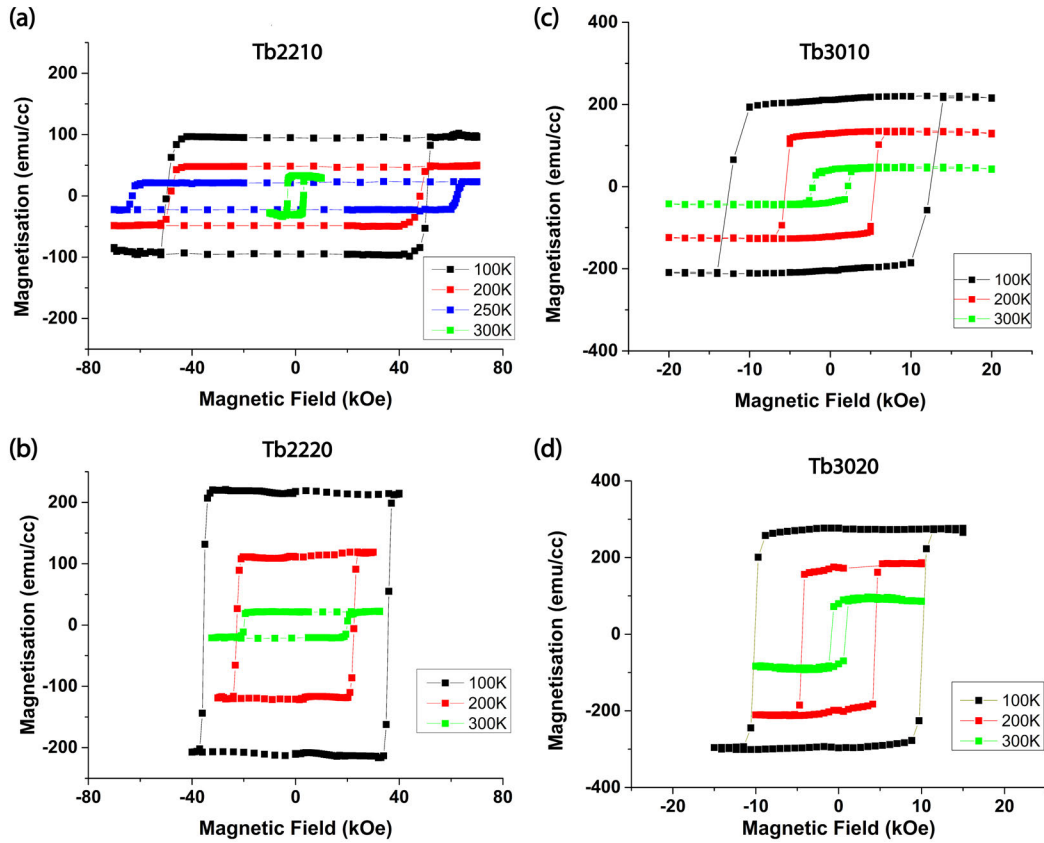 (a)
Tb2210
Magnetisation (emu/cc)
200
100
0
-100
-200
-80
-40
0
40
80
Magnetic Field (kOe)
100K
200K
250K
300K
(c)
Tb3010
Magnetisation (emu/cc)
400
200
0
-200
-400
-20
-10
0
10
20
Magnetic Field (kOe)
100K
200K
300K
(b)
Tb2220
Magnetisation (emu/cc)
200
100
0
-100
-200
-80
-40
0
40
80
Magnetic Field (kOe)
100K
200K
300K
(d)
Tb3020
Magnetisation (emu/cc)
400
200
0
-200
-400
-20
-10
0
10
20
Magnetic Field (kOe)
100K
200K
300K